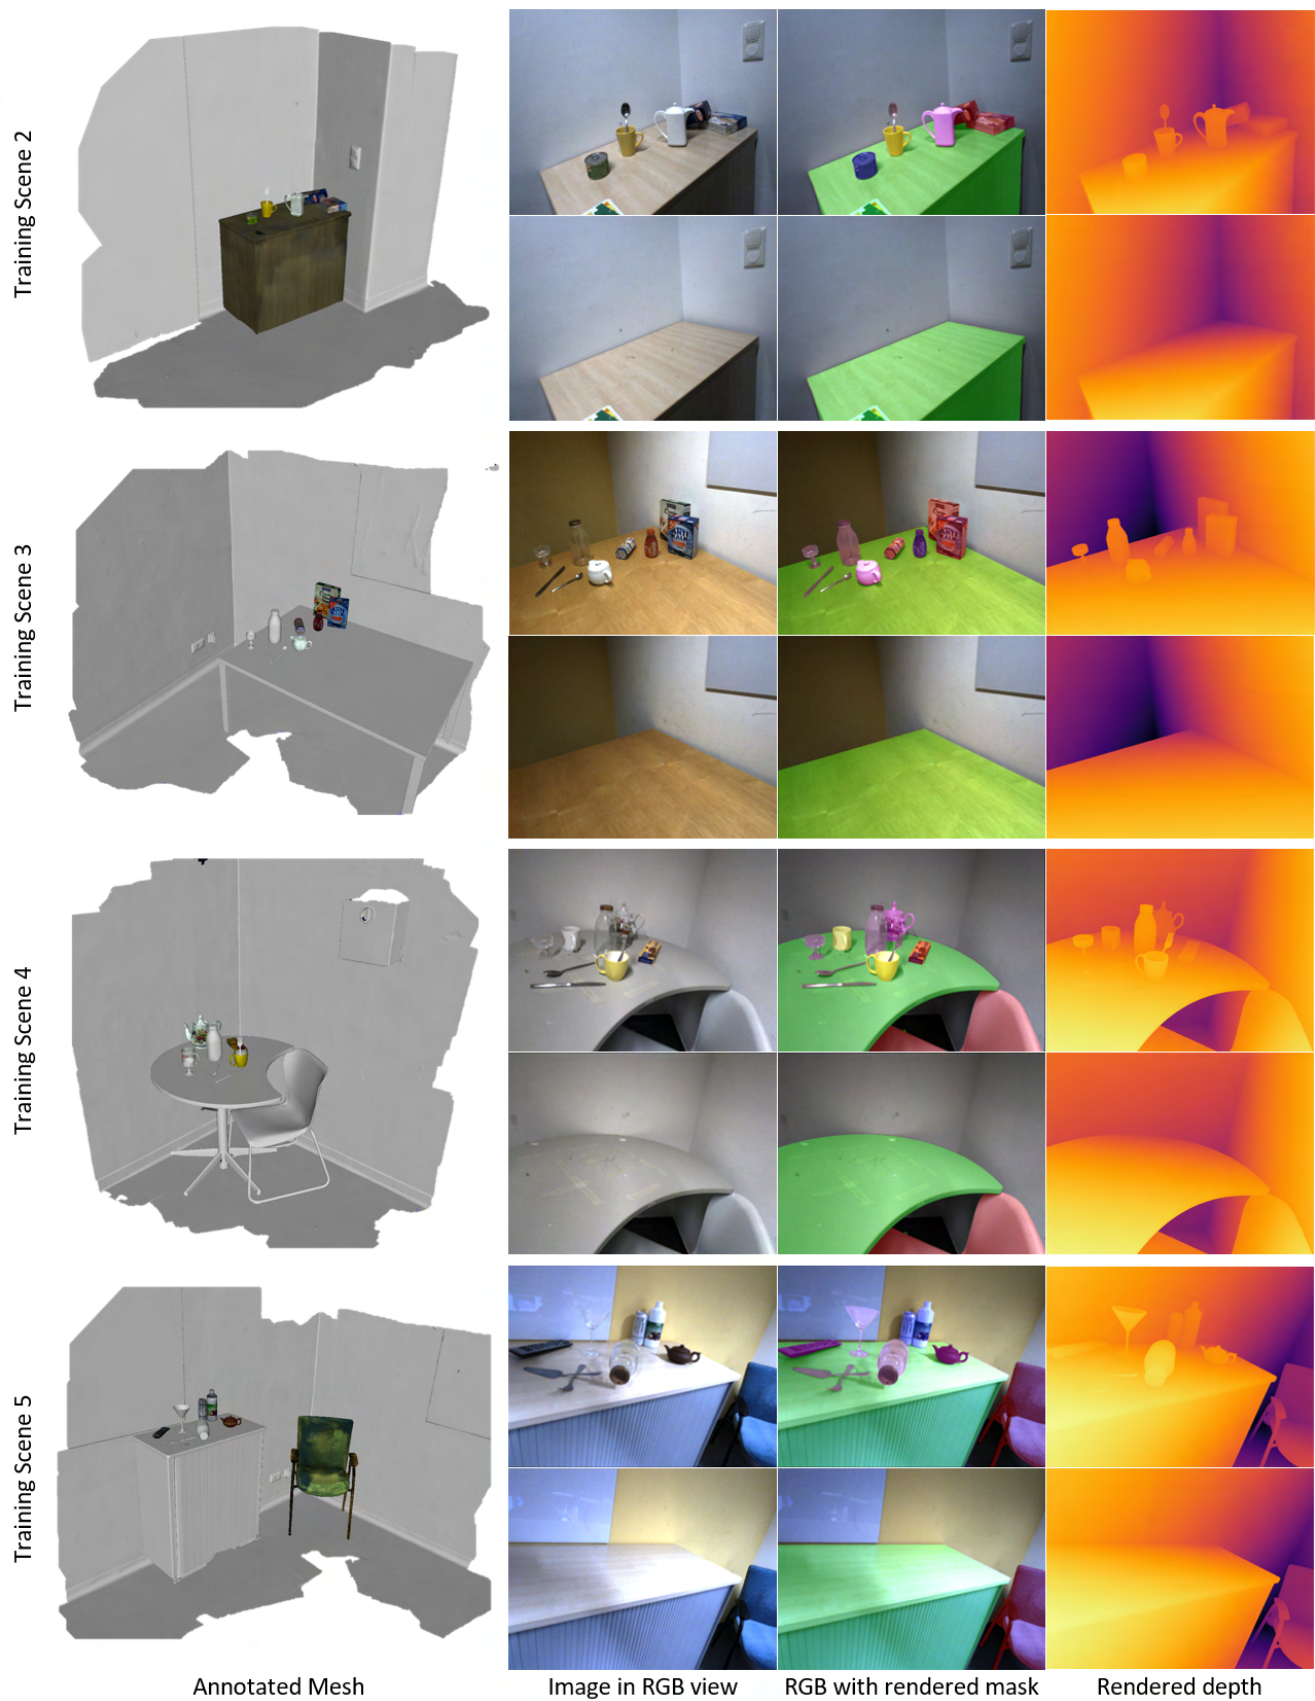 Training Scene 2
Training Scene 3
Training Scene 4
Training Scene 5
Annotated Mesh
Image in RGB view
RGB with rendered mask
Rendered depth